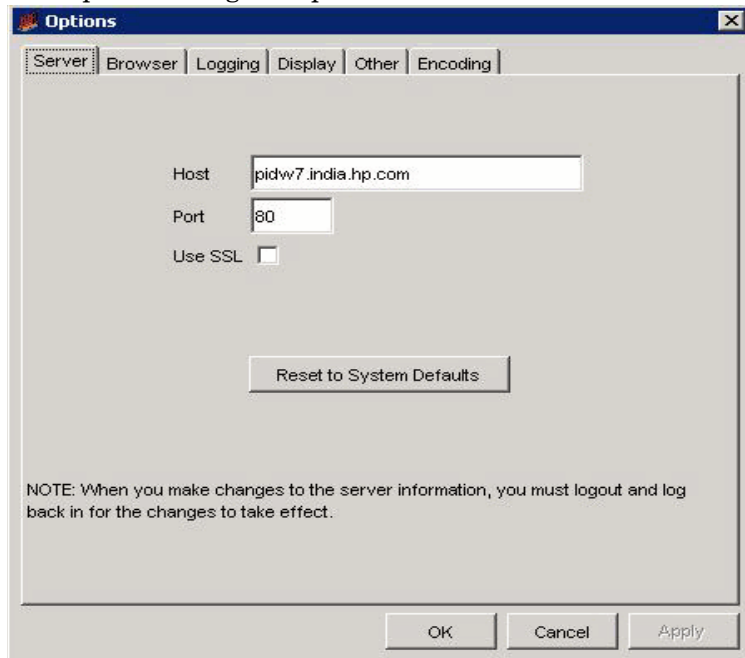 Options
Server Browser Logging Display Other Encoding
Host pidw7.india.hp.com
Port 80
Use SSL
Reset to System Defaults
NOTE: When you make changes to the server information, you must logout and log
back in for the changes to take effect.
OK Cancel Apply